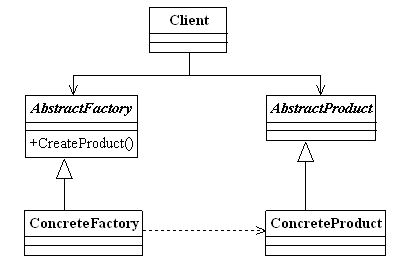 Client
AbstractFactory
AbstractProduct
+CreateProduct()
ConcreteFactory
ConcreteProduct